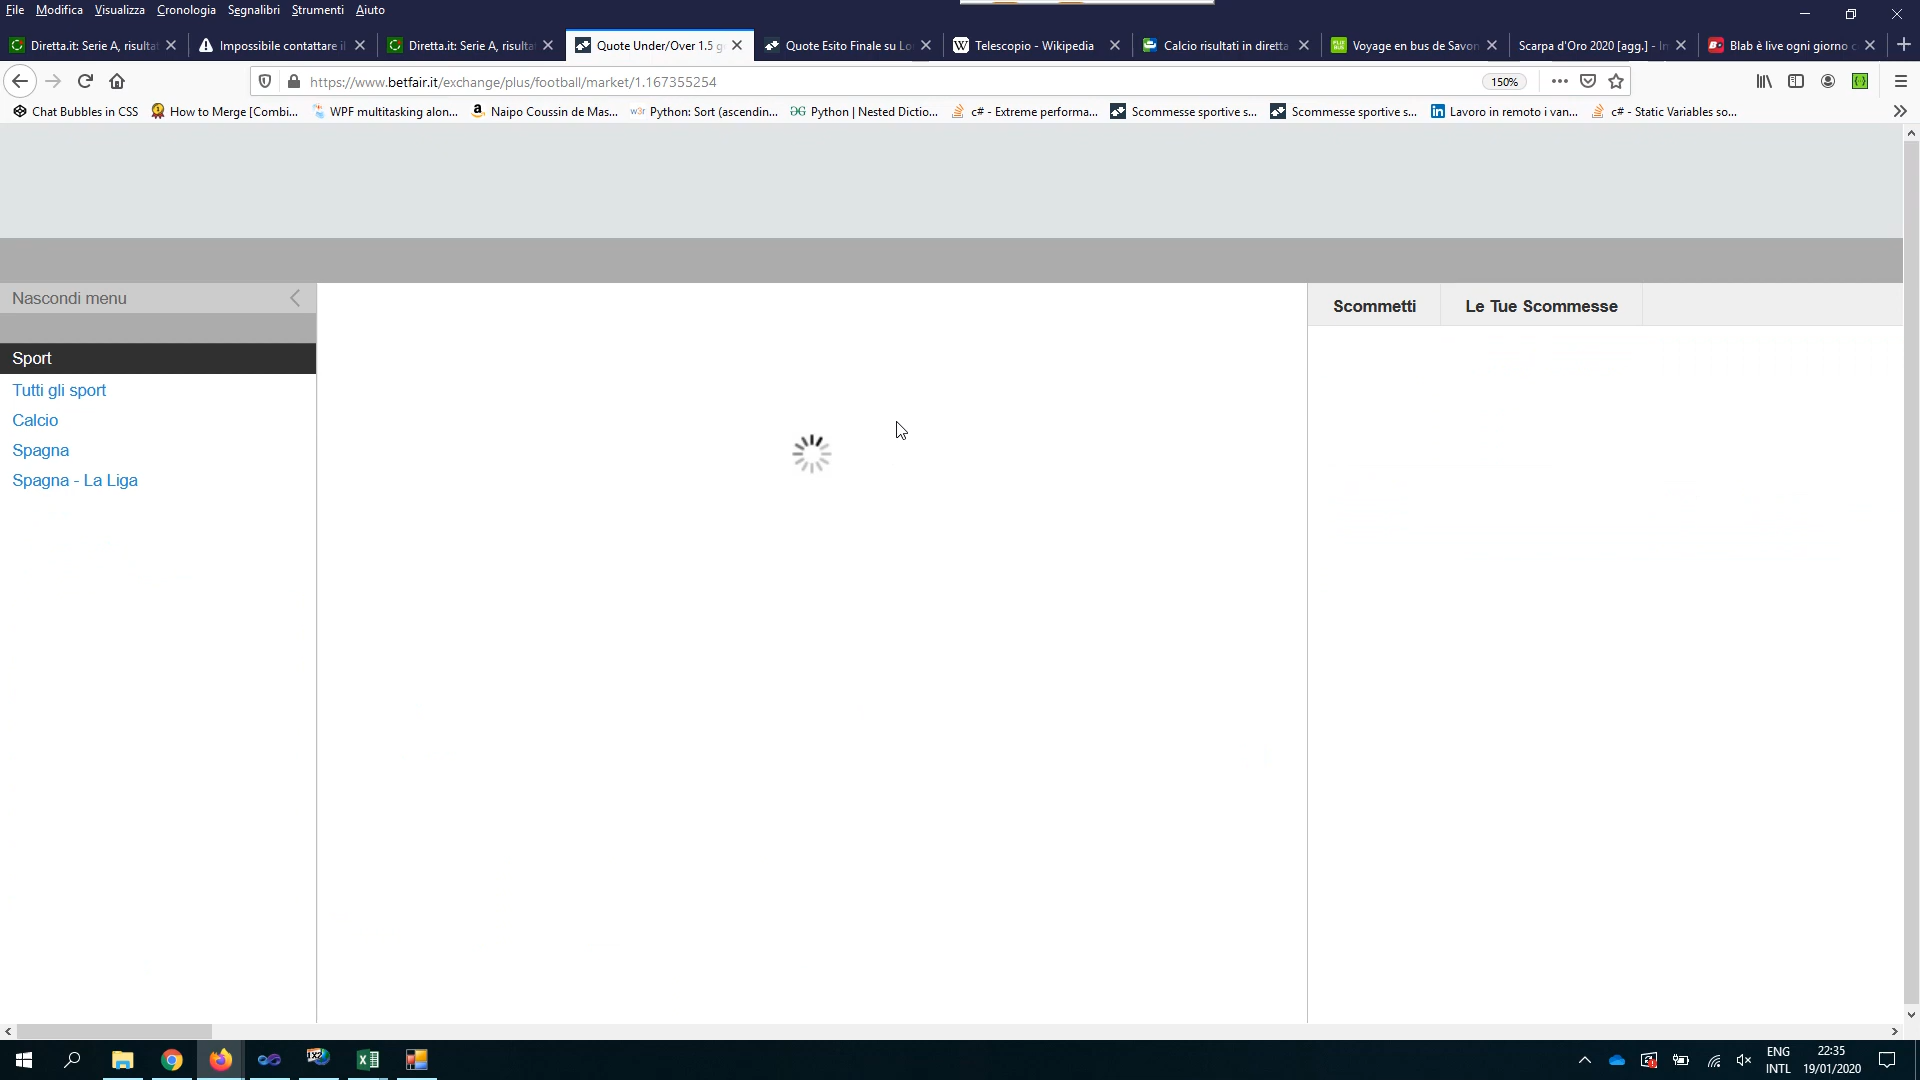 File Modifica Visualizza Cronologia Segnalibri Strumenti Aiuto
Diretta.it: Serie A, risulta
Impossibile contattare il
Diretta.it: Serie A, risulta
Quote Under/Over 1.5 g
Quote Esito Finale su Lo
Telescopio - Wikipedia
Calcio risultati in diretta
Voyage en bus de Savon
Scarpa d'Oro 2020 [agg.] - In
Blab è live ogni giorno c
https://www.betfair.it/exchange/plus/football/market/1.167355254
150%
Chat Bubbles in CSS
How to Merge [Combi...
WPF multitasking alon...
Naipo Coussin de Mas...
Python: Sort (ascendin...
Python | Nested Dictio...
c# - Extreme performa...
Scommesse sportive s...
Scommesse sportive s...
Lavoro in remoto i van...
c# - Static Variables so...
Nascondi menu
Scommetti
Le Tue Scommesse
Sport
Tutti gli sport
Calcio
Spagna
Spagna - La Liga
ENG
INTL
22:35
19/01/2020